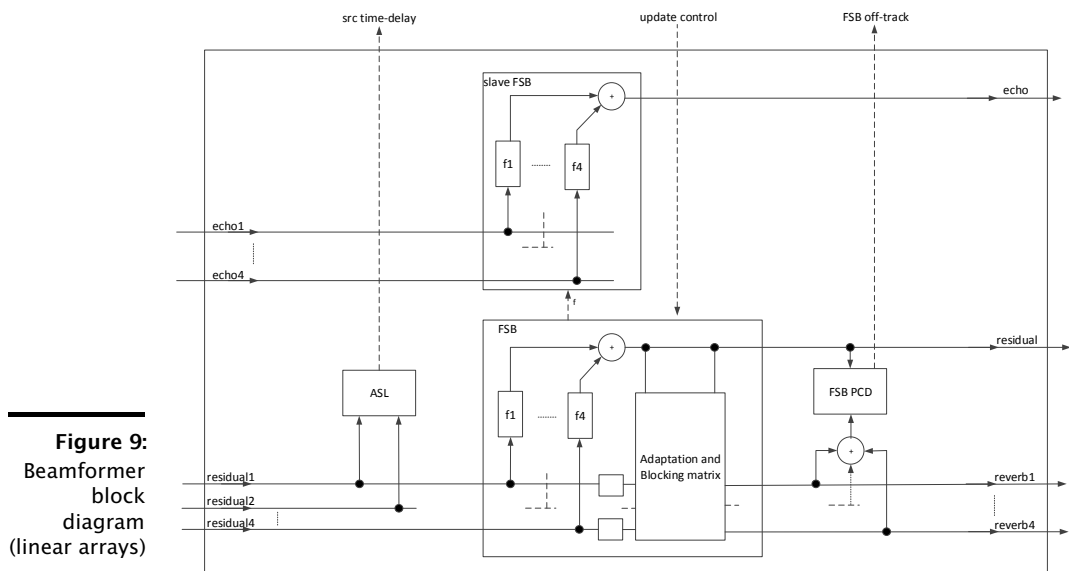 src time-delay
update control
FSB off-track
slave FSB
+
echo
f1
........
f4
echo1
echo4
f
FSB
+
residual
ASL
f1
........
f4
FSB PCD
Adaptation and
Blocking matrix
+
residual1
reverb1
residual2
residual4
reverb4
Figure 9:
Beamformer
block
diagram
(linear arrays)